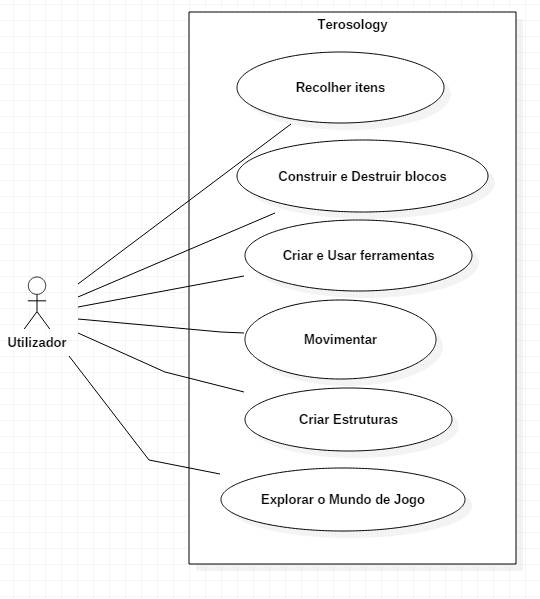 Terosology
Recolher itens
Construir e Destruir blocos
Criar e Usar ferramentas
Movimentar
Utilizador
Criar Estruturas
Explorar o Mundo de Jogo